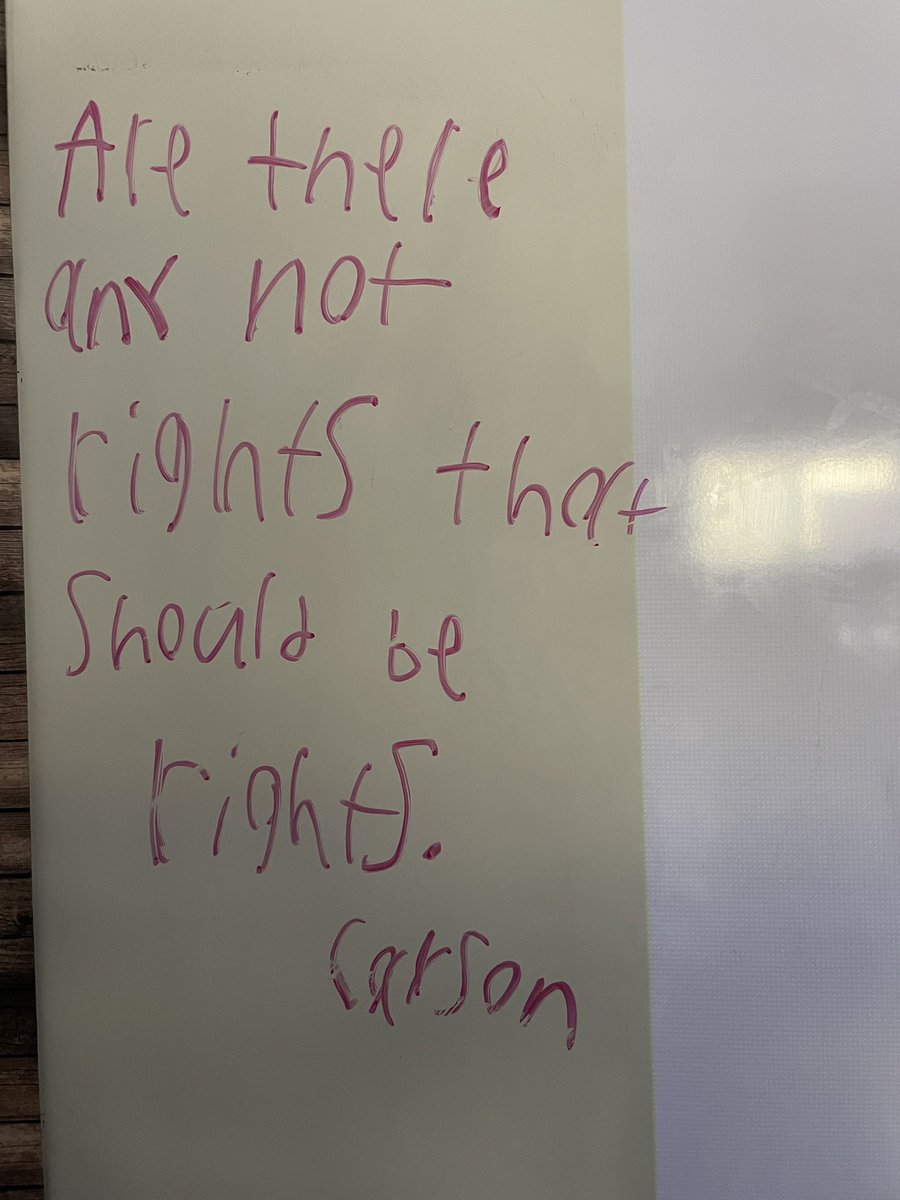 Are there
any not
rights that
should be
rights.
Carson